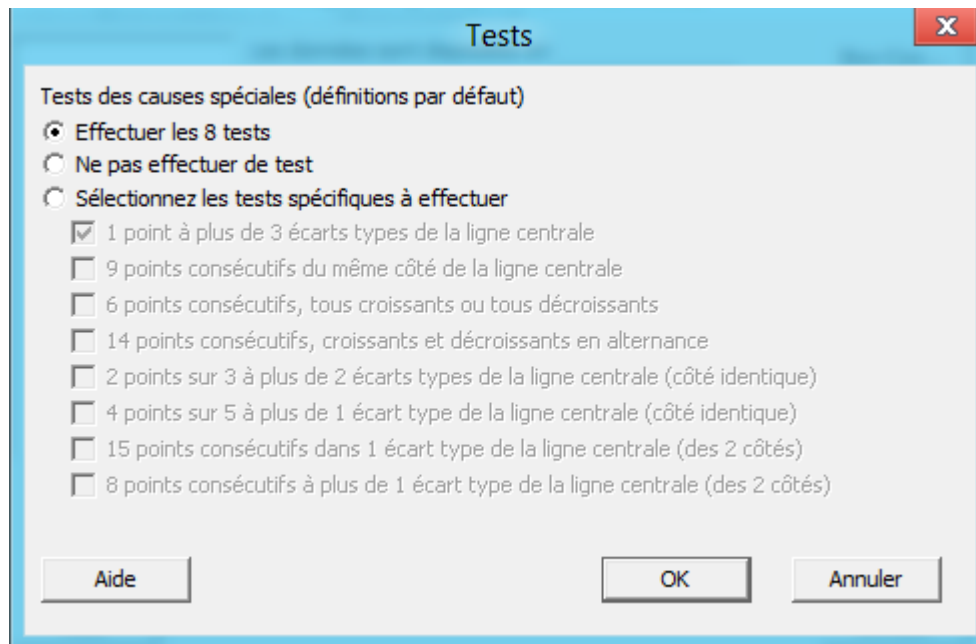 Tests
Tests des causes spéciales (définitions par défaut)
Effectuer les 8 tests
Ne pas effectuer de test
Sélectionnez les tests spécifiques à effectuer
1 point à plus de 3 écarts types de la ligne centrale
9 points consécutifs du même côté de la ligne centrale
6 points consécutifs, tous croissants ou tous décroissants
14 points consécutifs, croissants et décroissants en alternance
2 points sur 3 à plus de 2 écarts types de la ligne centrale (côté identique)
4 points sur 5 à plus de 1 écart type de la ligne centrale (côté identique)
15 points consécutifs dans 1 écart type de la ligne centrale (des 2 côtés)
8 points consécutifs à plus de 1 écart type de la ligne centrale (des 2 côtés)
Aide OK Annuler